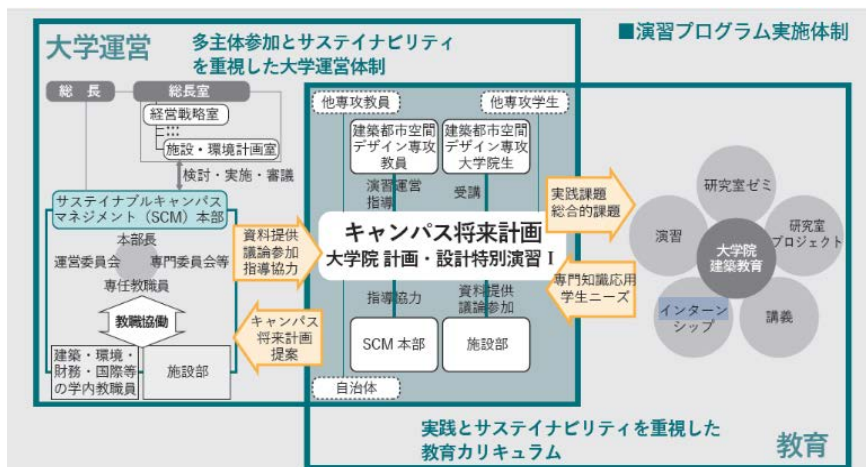 大学運営
多主体参加とサステイナビリティ
を重視した大学運営体制
■演習プログラム実施体制
総 長
総長室
経営戦略室
施設・環境計画室
検討・実施・審議
サステイナブルキャンパス
マネジメント（SCM）本部
本部長
運営委員会
専門委員会等
専任教職員
教職協働
建築・環境・
財務・国際等
の学内教職員
施設部
資料提供
議論参加
指導協力
キャンパス
将来計画
提案
他専攻教員
他専攻学生
建築都市空間
デザイン専攻
教員
建築都市空間
デザイン専攻
大学院生
演習運営
指導
受講
キャンパス将来計画
大学院 計画・設計特別演習 I
指導協力
資料提供
議論参加
SCM 本部
施設部
自治体
実践課題
総合的課題
専門知識応用
学生ニーズ
研究室ゼミ
演習
研究室
プロジェクト
大学院
建築教育
インターン
シップ
講義
実践とサステイナビリティを重視した
教育カリキュラム
教育